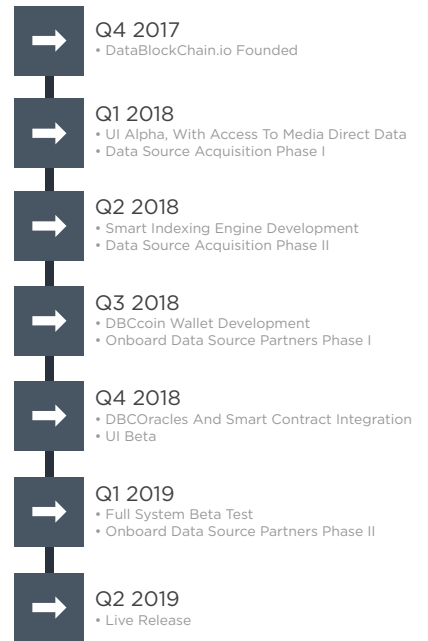 Q4 2017
• DataBlockChain.io Founded
Q1 2018
• UI Alpha, With Access To Media Direct Data
• Data Source Acquisition Phase I
Q2 2018
• Smart Indexing Engine Development
• Data Source Acquisition Phase II
Q3 2018
• DBCcoin Wallet Development
• Onboard Data Source Partners Phase I
Q4 2018
• DBCOracles And Smart Contract Integration
• UI Beta
Q1 2019
• Full System Beta Test
• Onboard Data Source Partners Phase II
Q2 2019
• Live Release